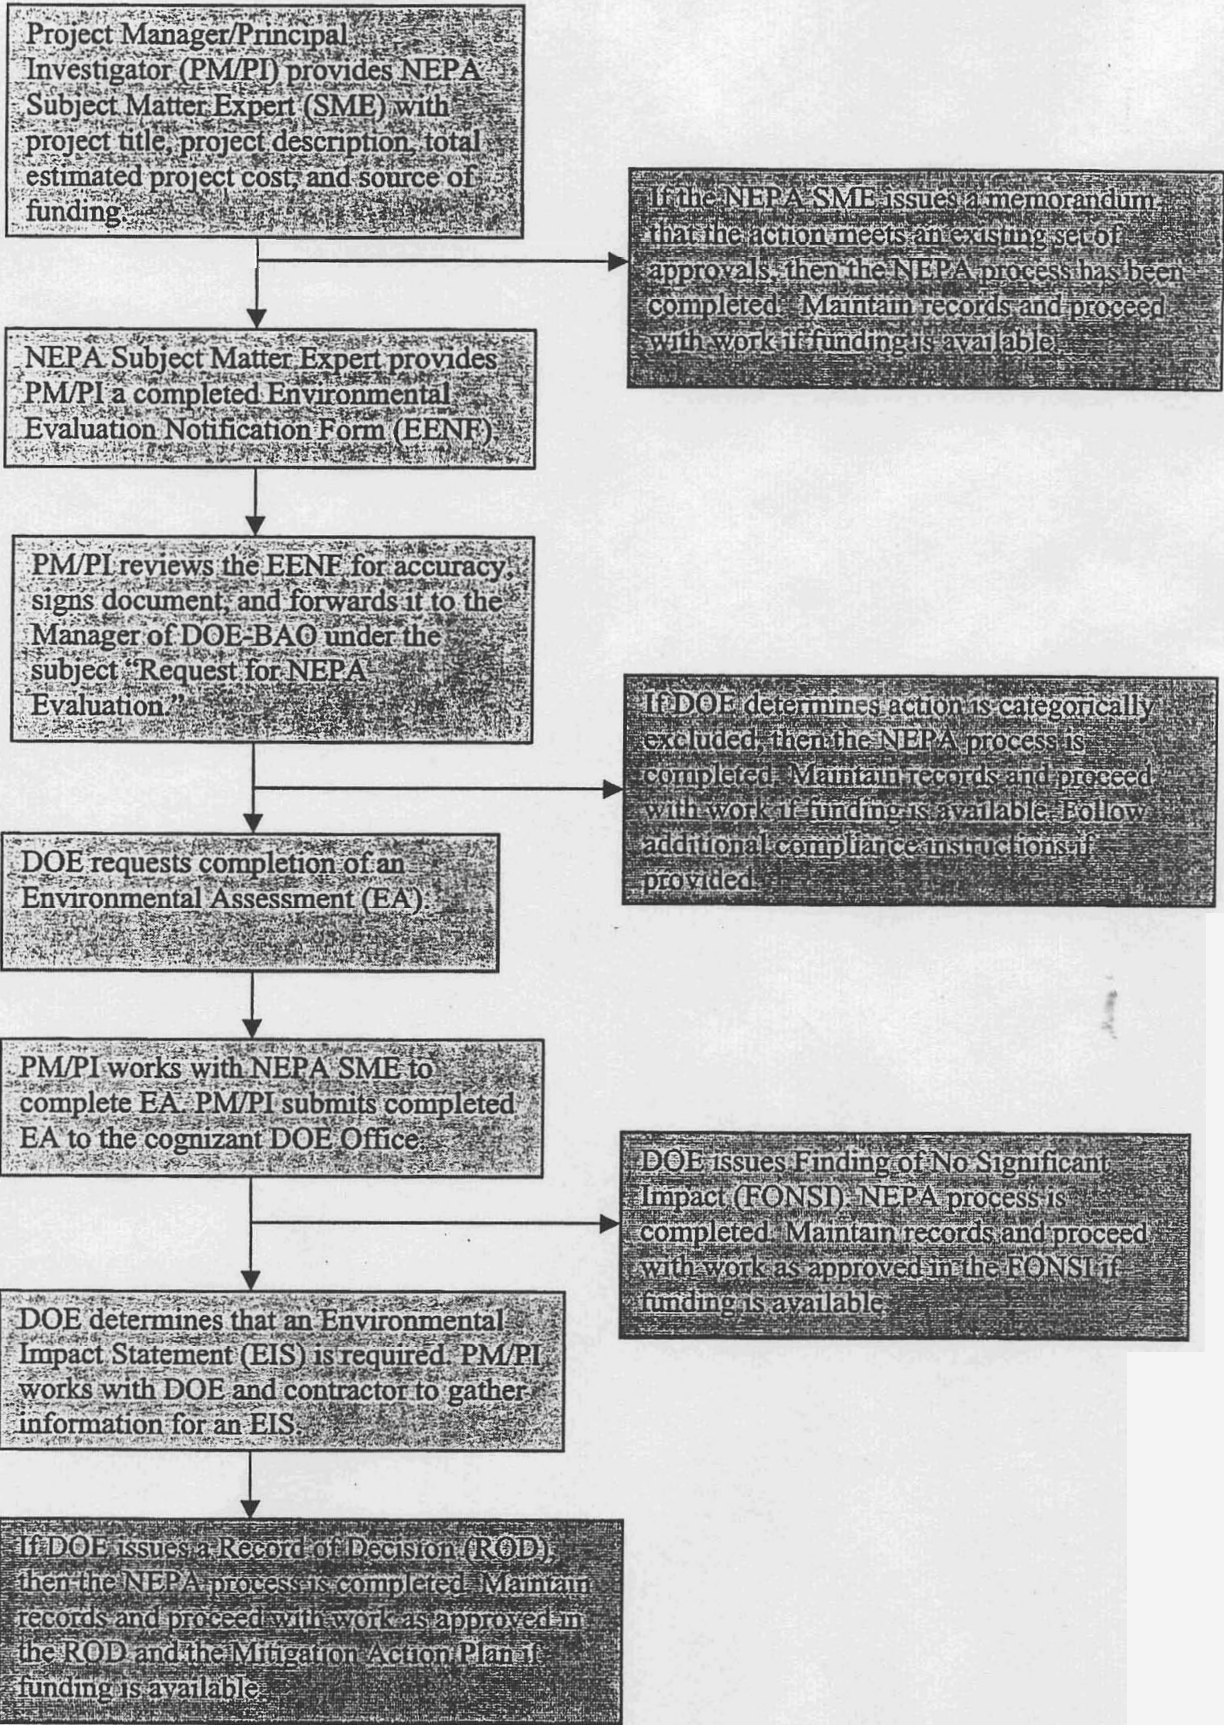 Project Manager/Principal
Investigator (PM/PI) provides NEPA
Subject Matter Expert (SME) with
project title, project description, total
estimated project cost, and source of
funding.
If the NEPA SME issues a memorandum
that the action meets an existing set of
approvals, then the NEPA process has been
completed. Maintain records and proceed
with work if funding is available.
NEPA Subject Matter Expert provides
PM/PI a completed Environmental
Evaluation Notification Form (EENF).
PM/PI reviews the EENF for accuracy,
signs document, and forwards it to the
Manager of DOE-BAO under the
subject “Request for NEPA
Evaluation.”
If DOE determines action is categorically
excluded, then the NEPA process is
completed. Maintain records and proceed
with work if funding is available. Follow
additional compliance instructions if
provided.
DOE requests completion of an
Environmental Assessment (EA).
PM/PI works with NEPA SME to
complete EA. PM/PI submits completed
EA to the cognizant DOE Office.
DOE issues Finding of No Significant
Impact (FONSI). NEPA process is
completed. Maintain records and proceed
with work as approved in the FONSI if
funding is available.
DOE determines that an Environmental
Impact Statement (EIS) is required. PM/PI
works with DOE and contractor to gather
information for an EIS.
If DOE issues a Record of Decision (ROD),
then the NEPA process is completed. Maintain
records and proceed with work as approved in
the ROD and the Mitigation Action Plan if
funding is available.